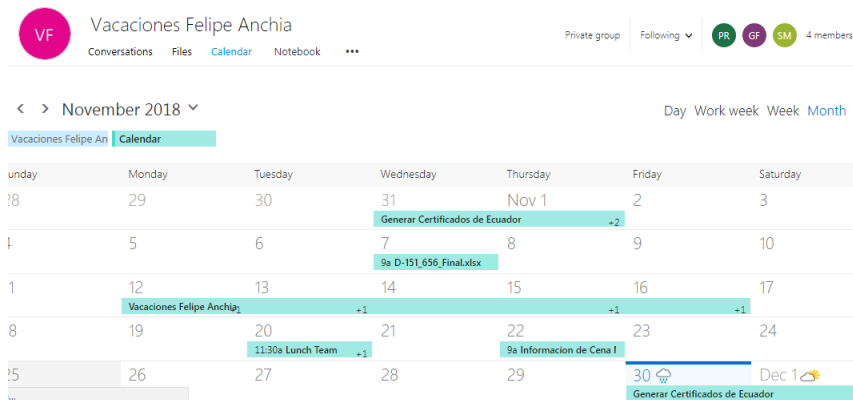 VF
Vacaciones Felipe Anchia
Conversations Files Calendar Notebook •••
Private group Following PR GF SM 4 members
< > November 2018
Day Work week Week Month
Vacaciones Felipe An Calendar
unday Monday Tuesday Wednesday Thursday Friday Saturday
28 29 30 31 Nov 1 2 3
Generar Certificados de Ecuador +2
4 5 6 7 8 9 10
9a D-151_656_Final.xlsx
1 12 13 14 15 16 17
Vacaciones Felipe Anchia +1 +1 +1 +1
8 19 20 21 22 23 24
11:30a Lunch Team +1 9a Informacion de Cena
25 26 27 28 29 30 Dec 1
Generar Certificados de Ecuador